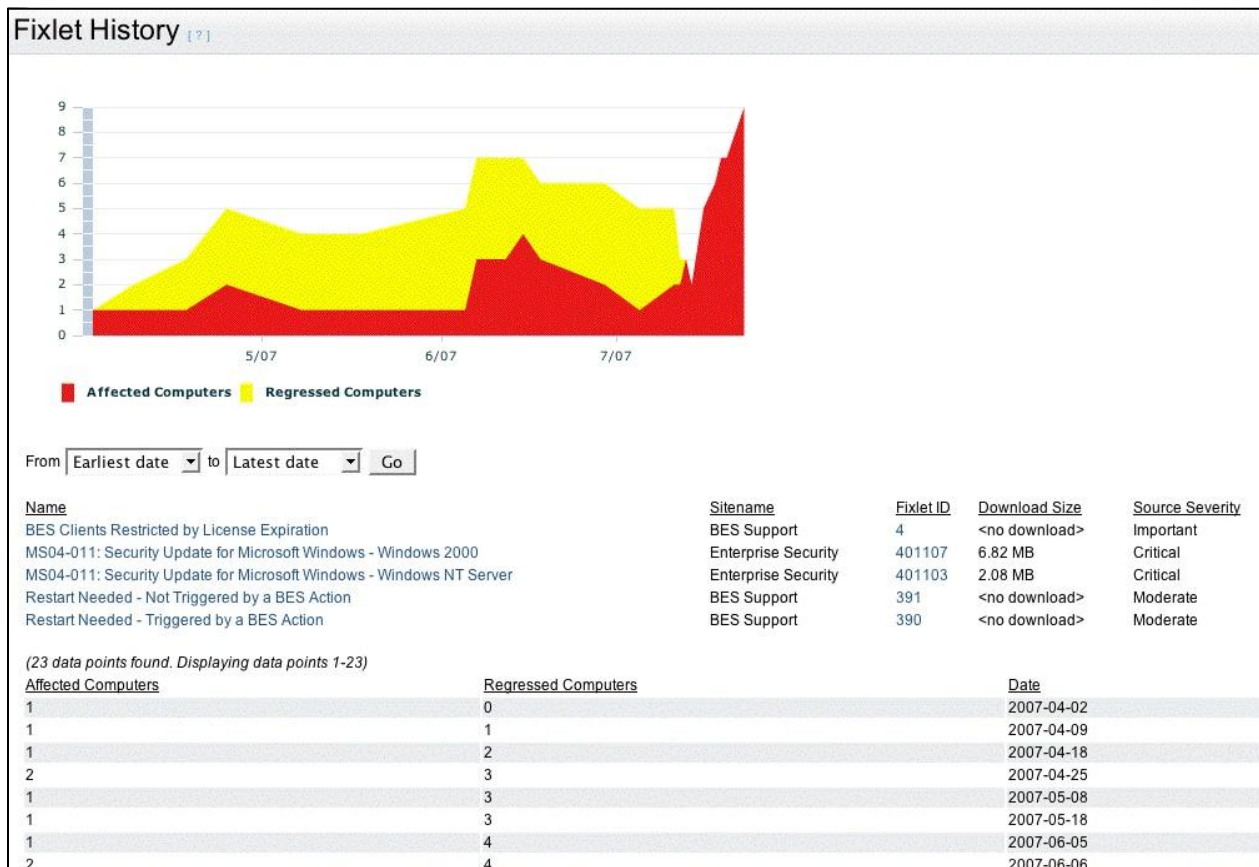 Fixlet History [ ? ]
9
8
7
6
5
4
3
2
1
0
5/07 6/07 7/07
Affected Computers Regressed Computers
From Earliest date to Latest date Go
Name Sitename Fixlet ID Download Size Source Severity
BES Clients Restricted by License Expiration BES Support 4 <no download> Important
MS04-011: Security Update for Microsoft Windows - Windows 2000 Enterprise Security 401107 6.82 MB Critical
MS04-011: Security Update for Microsoft Windows - Windows NT Server Enterprise Security 401103 2.08 MB Critical
Restart Needed - Not Triggered by a BES Action BES Support 391 <no download> Moderate
Restart Needed - Triggered by a BES Action BES Support 390 <no download> Moderate
(23 data points found. Displaying data points 1-23)
Affected Computers Regressed Computers Date
1 0 2007-04-02
1 1 2007-04-09
1 2 2007-04-18
2 3 2007-04-25
1 3 2007-05-08
1 3 2007-05-18
1 4 2007-06-05
2 4 2007-06-06